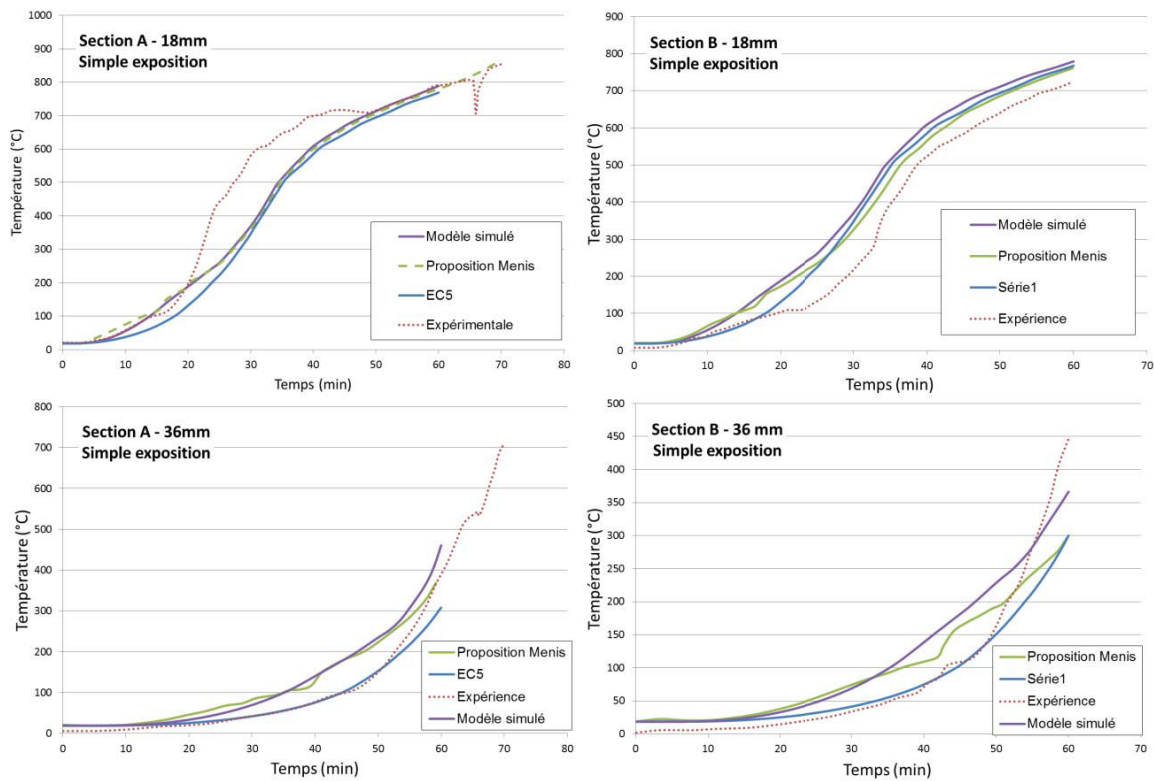 Section A - 18mm
Simple exposition
Température (°C)
1000
900
800
700
600
500
400
300
200
100
0
0 10 20 30 40 50 60 70 80
Temps (min)
Modèle simulé
Proposition Menis
EC5
Expérimentale
Section B - 18mm
Simple exposition
Température (°C)
900
800
700
600
500
400
300
200
100
0
0 10 20 30 40 50 60 70
Temps (min)
Modèle simulé
Proposition Menis
Série1
Expérience
Section A - 36mm
Simple exposition
Température (°C)
800
700
600
500
400
300
200
100
0
0 10 20 30 40 50 60 70 80
Temps (min)
Proposition Menis
EC5
Expérience
Modèle simulé
Section B - 36 mm
Simple exposition
Température (°C)
500
450
400
350
300
250
200
150
100
50
0
0 10 20 30 40 50 60 70
Temps (min)
Proposition Menis
Série1
Expérience
Modèle simulé